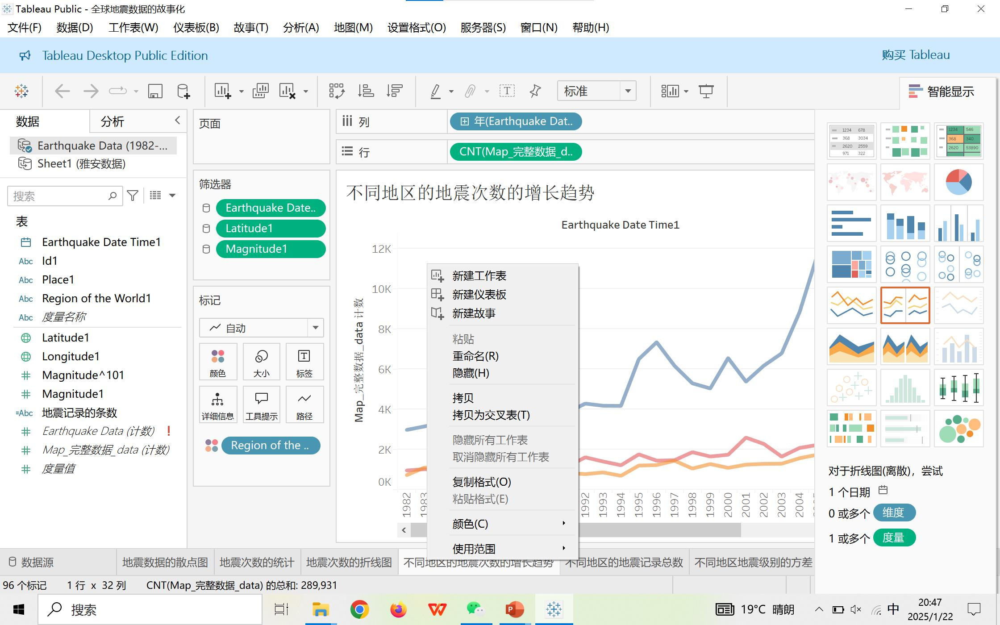 Tableau Public - 全球地震数据的故事化
文件(F) 数据(D) 工作表(W) 仪表板(B) 故事(T) 分析(A) 地图(M) 设置格式(O) 服务器(S) 窗口(N) 帮助(H)
Tableau Desktop Public Edition
购买 Tableau
标准
智能显示
数据
分析
Earthquake Data (1982-...
Sheet1 (雅安数据)
搜索
表
Earthquake Date Time1
Abc Id1
Abc Place1
Abc Region of the World1
Abc 度量名称
Latitude1
Longitude1
# Magnitude^101
# Magnitude1
=Abc 地震记录的条数
# Earthquake Data (计数) !
# Map_完整数据_data (计数)
# 度量值
页面
筛选器
Earthquake Date..
Latitude1
Magnitude1
标记
自动
颜色
大小
标签
详细信息
工具提示
路径
Region of the ..
列
年(Earthquake Dat..
行
CNT(Map_完整数据_d..
不同地区的地震次数的增长趋势
Earthquake Date Time1
Map_完整数据_data 计数
12K
10K
8K
6K
4K
2K
0K
1982
1992
1993
1994
1995
1996
1997
1998
1999
2000
2001
2002
2003
2004
新建工作表
新建仪表板
新建故事
粘贴
重命名(R)
隐藏(H)
拷贝
拷贝为交叉表(T)
隐藏所有工作表
取消隐藏所有工作表
复制格式(O)
粘贴格式(E)
颜色(C)
使用范围
1234 678
368 3034
2620 2559
971 322
1234 546
368 340
2620 53890
对于折线图(离散)，尝试
1 个日期
0 或多个 维度
1 或多个 度量
数据源
地震数据的散点图
地震次数的统计
地震次数的折线图
不同地区的地震次数的增长趋势
不同地区的地震记录总数
不同地区地震级别的方差
96 个标记 1 行 x 32 列 CNT(Map_完整数据_data) 的总和: 289,931
搜索
19°C 晴朗
中
20:47
2025/1/22